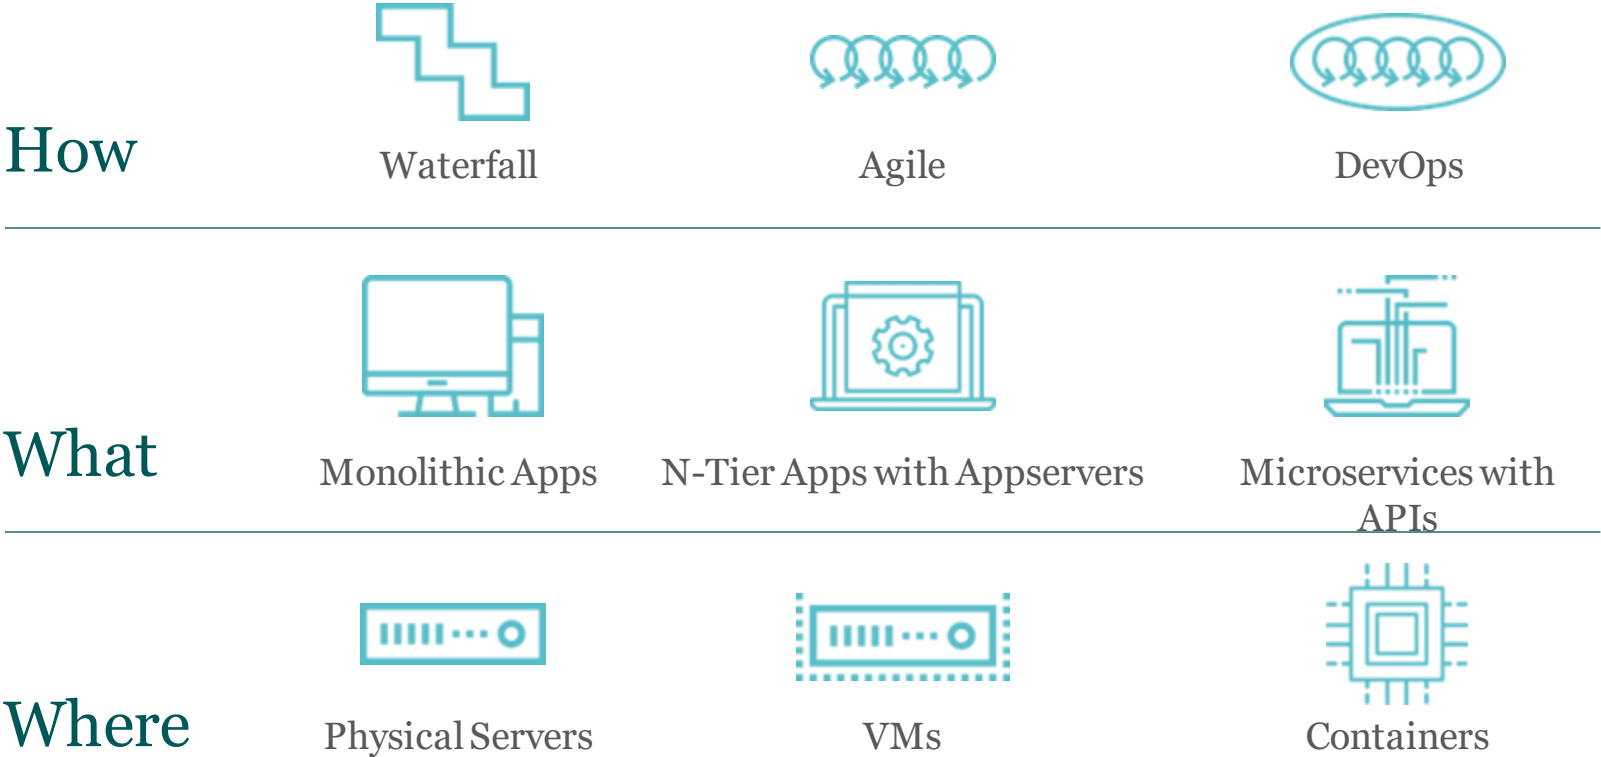 How
Waterfall
Agile
DevOps
What
Monolithic Apps
N-Tier Apps with Appservers
Microservices with
APIs
Where
Physical Servers
VMs
Containers